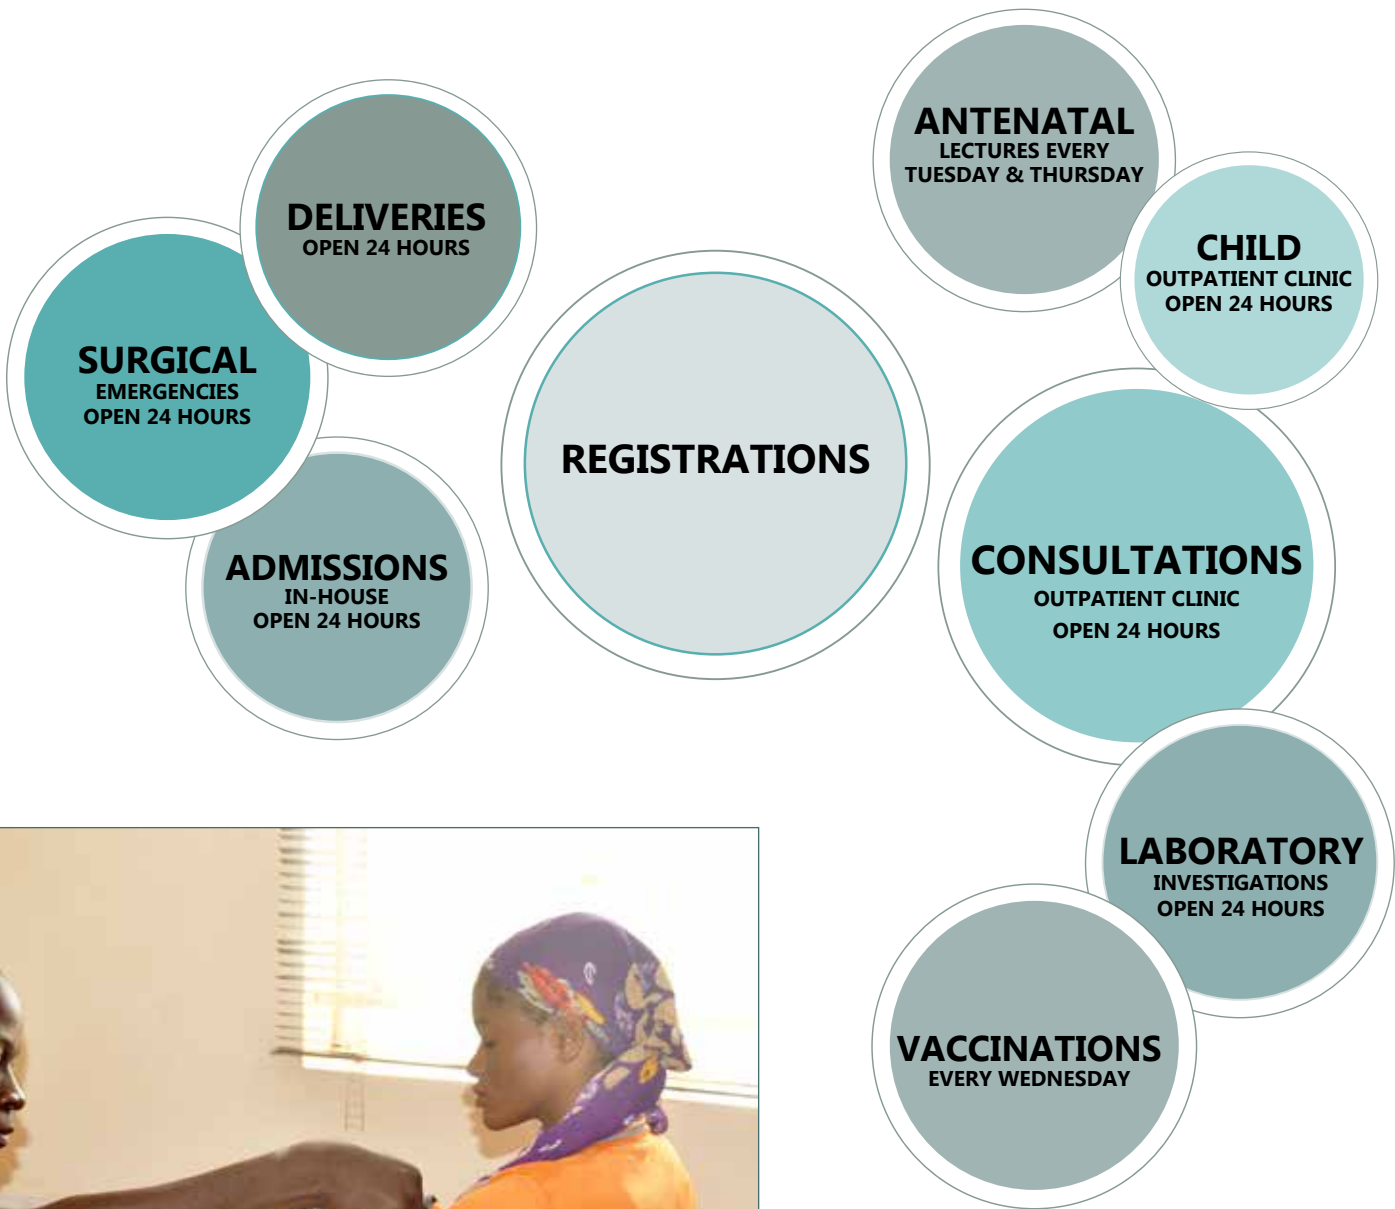 DELIVERIES
OPEN 24 HOURS
SURGICAL
EMERGENCIES
OPEN 24 HOURS
ADMISSIONS
IN-HOUSE
OPEN 24 HOURS
REGISTRATIONS
ANTENATAL
LECTURES EVERY
TUESDAY & THURSDAY
CHILD
OUTPATIENT CLINIC
OPEN 24 HOURS
CONSULTATIONS
OUTPATIENT CLINIC
OPEN 24 HOURS
LABORATORY
INVESTIGATIONS
OPEN 24 HOURS
VACCINATIONS
EVERY WEDNESDAY